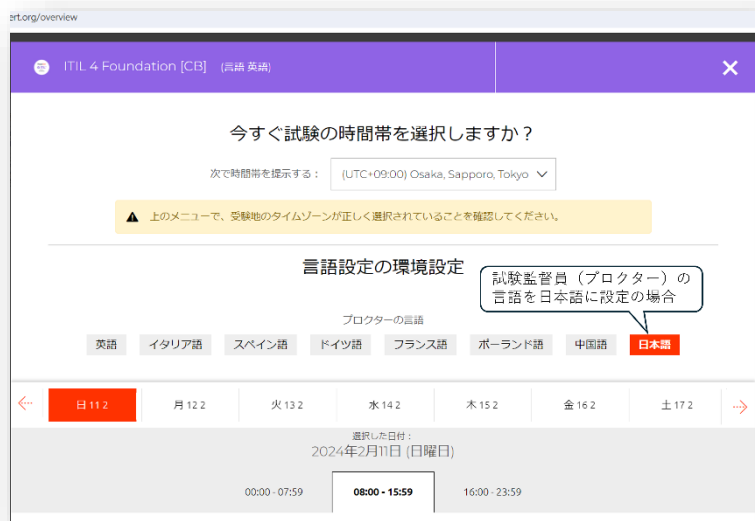 ert.org/overview
ITIL 4 Foundation [CB] (言語 英語)
今すぐ試験の時間帯を選択しますか？
次で時間帯を提示する： (UTC+09:00) Osaka, Sapporo, Tokyo
上のメニューで、受験地のタイムゾーンが正しく選択されていることを確認してください。
言語設定の環境設定
試験監督員（プロクター）の
言語を日本語に設定の場合
プロクターの言語
英語 イタリア語 スペイン語 ドイツ語 フランス語 ポーランド語 中国語 日本語
日 11 2 月 12 2 火 13 2 水 14 2 木 15 2 金 16 2 土 17 2
選択した日付：
2024年2月11日 (日曜日)
00:00 - 07:59 08:00 - 15:59 16:00 - 23:59